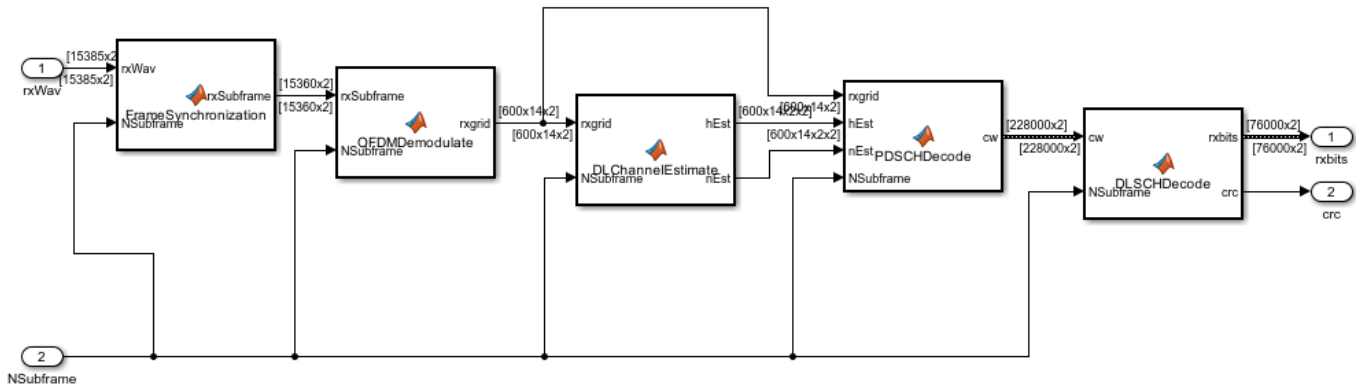 1
rxWav
[15385x2
[15385x2]
rxWav
NSubframe
rxSubframe
FrameSynchronization
[15360x2]
[15360x2]
rxSubframe
NSubframe
rxgrid
OFDMDemodulate
[600x14x2]
[600x14x2]
rxgrid
NSubframe
hEst
nEst
DLChannelEstimate
[600x14x2x2]
[600x14x2x2]
[600x14x2]
rxgrid
hEst
nEst
NSubframe
cw
PDSCHDecode
[228000x2]
[228000x2]
cw
NSubframe
rxbits
crc
DLSCHDecode
[76000x2]
[76000x2]
1
rxbits
2
crc
2
NSubframe